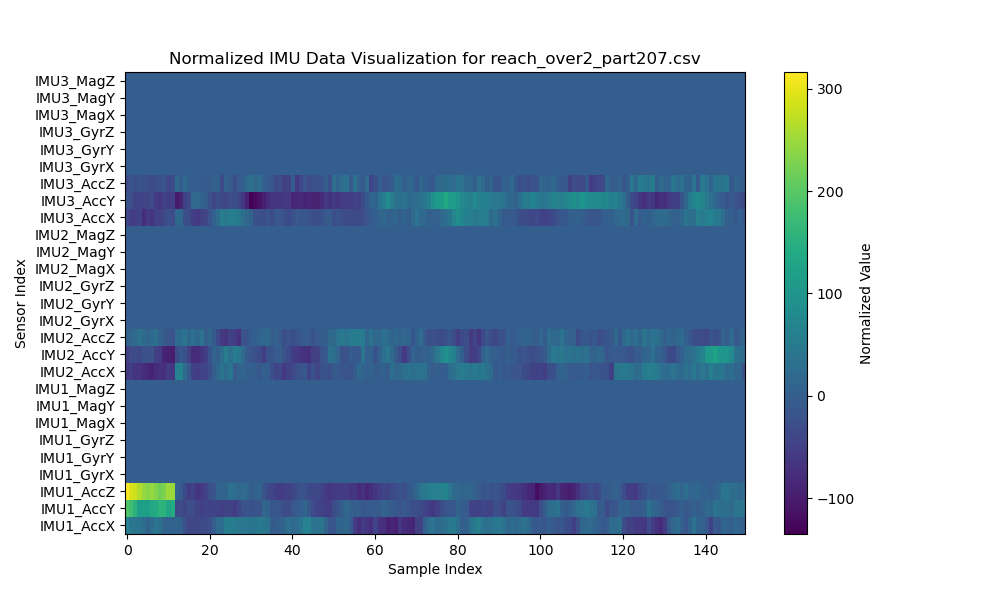 Normalized IMU Data Visualization for reach_over2_part207.csv
IMU3_MagZ
IMU3_MagY
IMU3_MagX
IMU3_GyrZ
IMU3_GyrY
IMU3_GyrX
IMU3_AccZ
IMU3_AccY
IMU3_AccX
IMU2_MagZ
IMU2_MagY
IMU2_MagX
IMU2_GyrZ
IMU2_GyrY
IMU2_GyrX
IMU2_AccZ
IMU2_AccY
IMU2_AccX
IMU1_MagZ
IMU1_MagY
IMU1_MagX
IMU1_GyrZ
IMU1_GyrY
IMU1_GyrX
IMU1_AccZ
IMU1_AccY
IMU1_AccX
Sensor Index
0 20 40 60 80 100 120 140
Sample Index
300
200
100
0
−100
Normalized Value